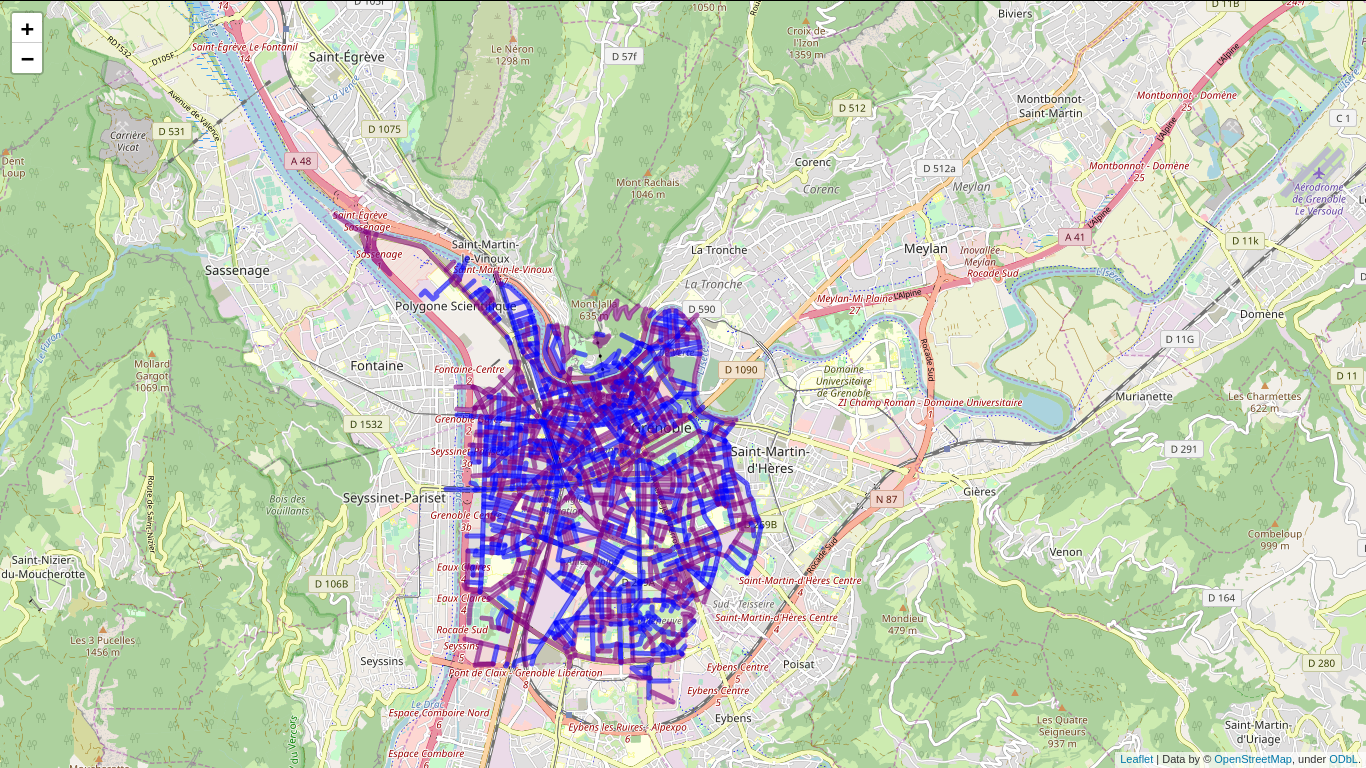 +
−
14
D 105f
1050 m
Biviers
D 11B
Saint-Égrève Le Fontanil
14
RD1532
D105F
Saint-Égrève
Le Néron
1298 m
D 57f
Croix de
l'Izon
1359 m
L'Alpine
Avenue de Valence
D 512
Montbonnot-
Saint-Martin
Montbonnot - Domène
25
C 1
Carrière
Vicat
D 531
D 1075
L'Alpine
Dent
Loup
A 48
Corenc
Corenc
D 512a
Montbonnot - Domène
25
Mont Rachais
1046 m
Meylan
Aérodrome
de Grenoble
Le Versoud
Saint-Égrève
Sassenage
L'Alpine
A 41
D 11k
Sassenage
Saint-Martin-
le-Vinoux
Saint-Martin-le-Vinoux
La Tronche
Meylan
Inovallée
Meylan
Rocade Sud
Sassenage
La Tronche
L'Isère
Polygone Scientifique
Mont Jalla
635 m
D 590
Meylan-Mi-Plaine
27
L'Alpine
Domène
D 11G
Mollard
Gargot
1069 m
Fontaine
Fontaine-Centre
D 1090
Domaine
Universitaire
de Grenoble
Rocade Sud
D 11
Murianette
Les Charmettes
622 m
ZI Champ Roman - Domaine Universitaire
1
D 1532
Grenoble
Saint-Martin-
d'Hères
D 291
Seyssinet-Pariset
Bois des
Vouillants
Route de Saint-Nizier
N 87
Gières
Grenoble
3b
Combeloup
999 m
Saint-Nizier-
du-Moucherotte
Venon
Eaux Claires
D 106B
Rocade Sud
Saint-Martin-d'Hères Centre
4
D 164
Eaux Claires
4
Sud - Teisseire
Saint-Martin-d'Hères Centre
4
Mondieu
479 m
Les 3 Pucelles
1456 m
Rocade Sud
5
Seyssins
Poisat
D 280
Pont de Claix - Grenoble Libération
8
Eybens Centre
5
Eybens Centre
5
Le Drac
Espace Comboire Nord
6
Eybens
Eybens les Ruires - Alpexpo
6
Les Quatre
Seigneurs
937 m
Saint-Martin-
d'Uriage
Espace Comboire
Leaflet | Data by © OpenStreetMap, under ODbL.